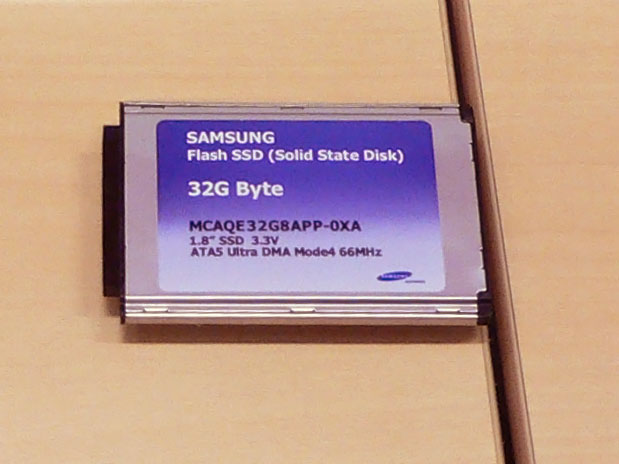 SAMSUNG
Flash SSD (Solid State Disk)
32G Byte
MCAQE32G8APP-0XA
1.8" SSD 3.3V
ATA5 Ultra DMA Mode4 66MHz
SAMSUNG